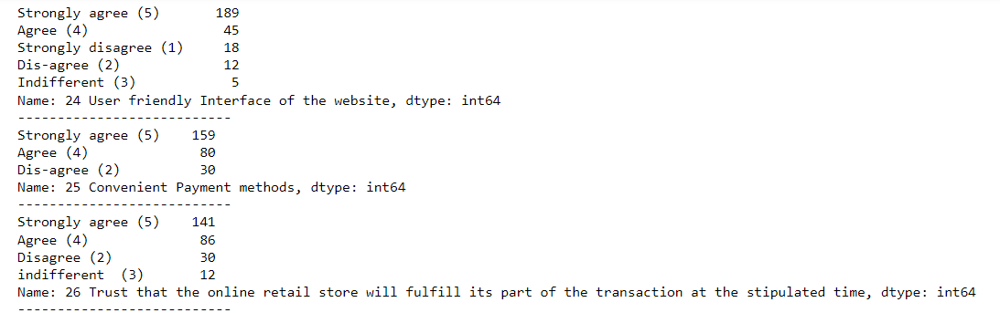 Strongly agree (5)       189
Agree (4)                 45
Strongly disagree (1)     18
Dis-agree (2)             12
Indifferent (3)            5
Name: 24 User friendly Interface of the website, dtype: int64
---------------------------
Strongly agree (5)    159
Agree (4)              80
Dis-agree (2)          30
Name: 25 Convenient Payment methods, dtype: int64
---------------------------
Strongly agree (5)    141
Agree (4)              86
Disagree (2)           30
indifferent  (3)       12
Name: 26 Trust that the online retail store will fulfill its part of the transaction at the stipulated time, dtype: int64
---------------------------